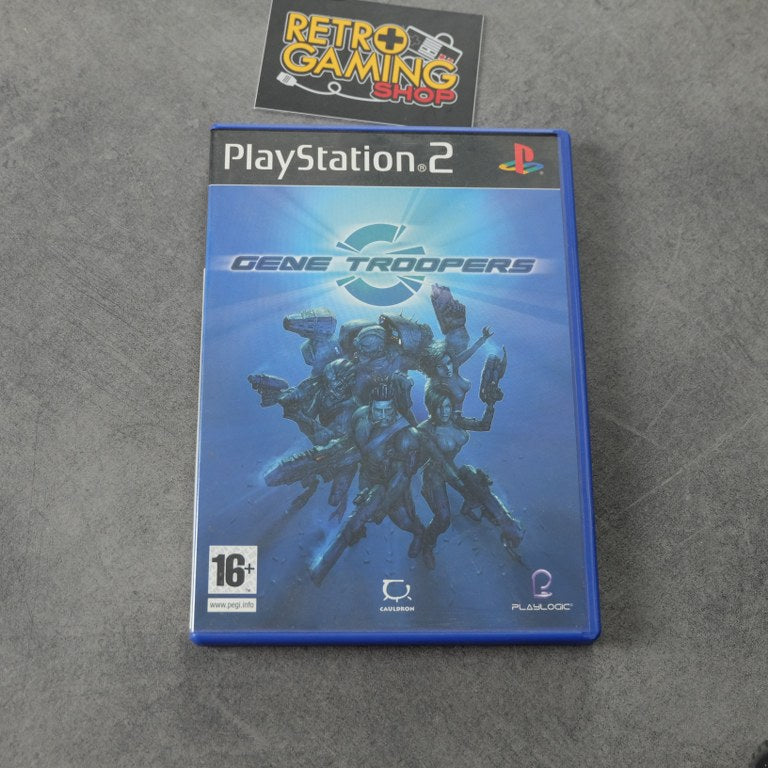 RETRO
GAMING
SHOP
PlayStation®2
GENE TROOPERS
16+
www.pegi.info
CAULDRON
PLAYLOGIC